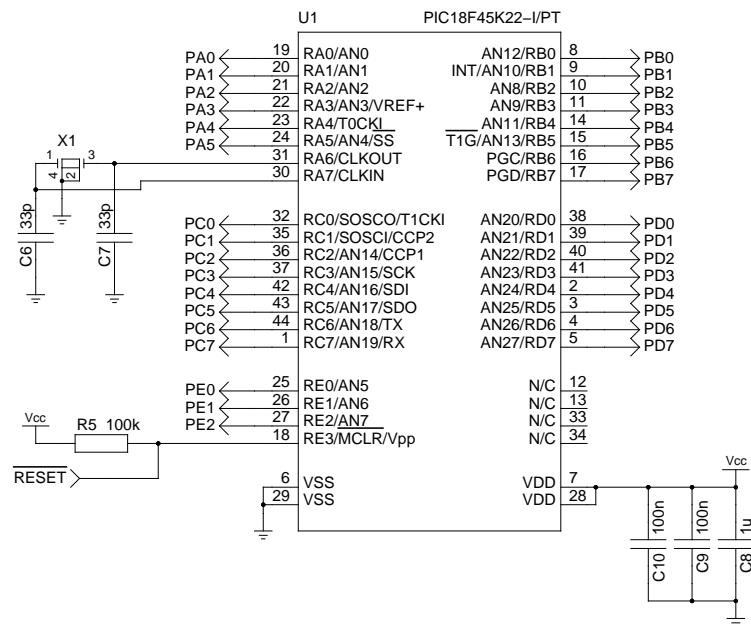 U1 PIC18F45K22-I/PT
PA0 19 RA0/AN0 AN12/RB0 8 PB0
PA1 20 RA1/AN1 INT/AN10/RB1 9 PB1
PA2 21 RA2/AN2 AN8/RB2 10 PB2
PA3 22 RA3/AN3/VREF+ AN9/RB3 11 PB3
PA4 23 RA4/T0CKI AN11/RB4 14 PB4
PA5 24 RA5/AN4/SS T1G/AN13/RB5 15 PB5
X1 1 3 31 RA6/CLKOUT PGC/RB6 16 PB6
4 2 30 RA7/CLKIN PGD/RB7 17 PB7
C6 33p
C7 33p
PC0 32 RC0/SOSCO/T1CKI AN20/RD0 38 PD0
PC1 35 RC1/SOSCI/CCP2 AN21/RD1 39 PD1
PC2 36 RC2/AN14/CCP1 AN22/RD2 40 PD2
PC3 37 RC3/AN15/SCK AN23/RD3 41 PD3
PC4 42 RC4/AN16/SDI AN24/RD4 2 PD4
PC5 43 RC5/AN17/SDO AN25/RD5 3 PD5
PC6 44 RC6/AN18/TX AN26/RD6 4 PD6
PC7 1 RC7/AN19/RX AN27/RD7 5 PD7
PE0 25 RE0/AN5 N/C 12
PE1 26 RE1/AN6 N/C 13
PE2 27 RE2/AN7 N/C 33
Vcc R5 100k 18 RE3/MCLR/Vpp N/C 34
RESET
6 VSS VDD 7 Vcc
29 VSS VDD 28
C10 100n
C9 100n
C8 1u